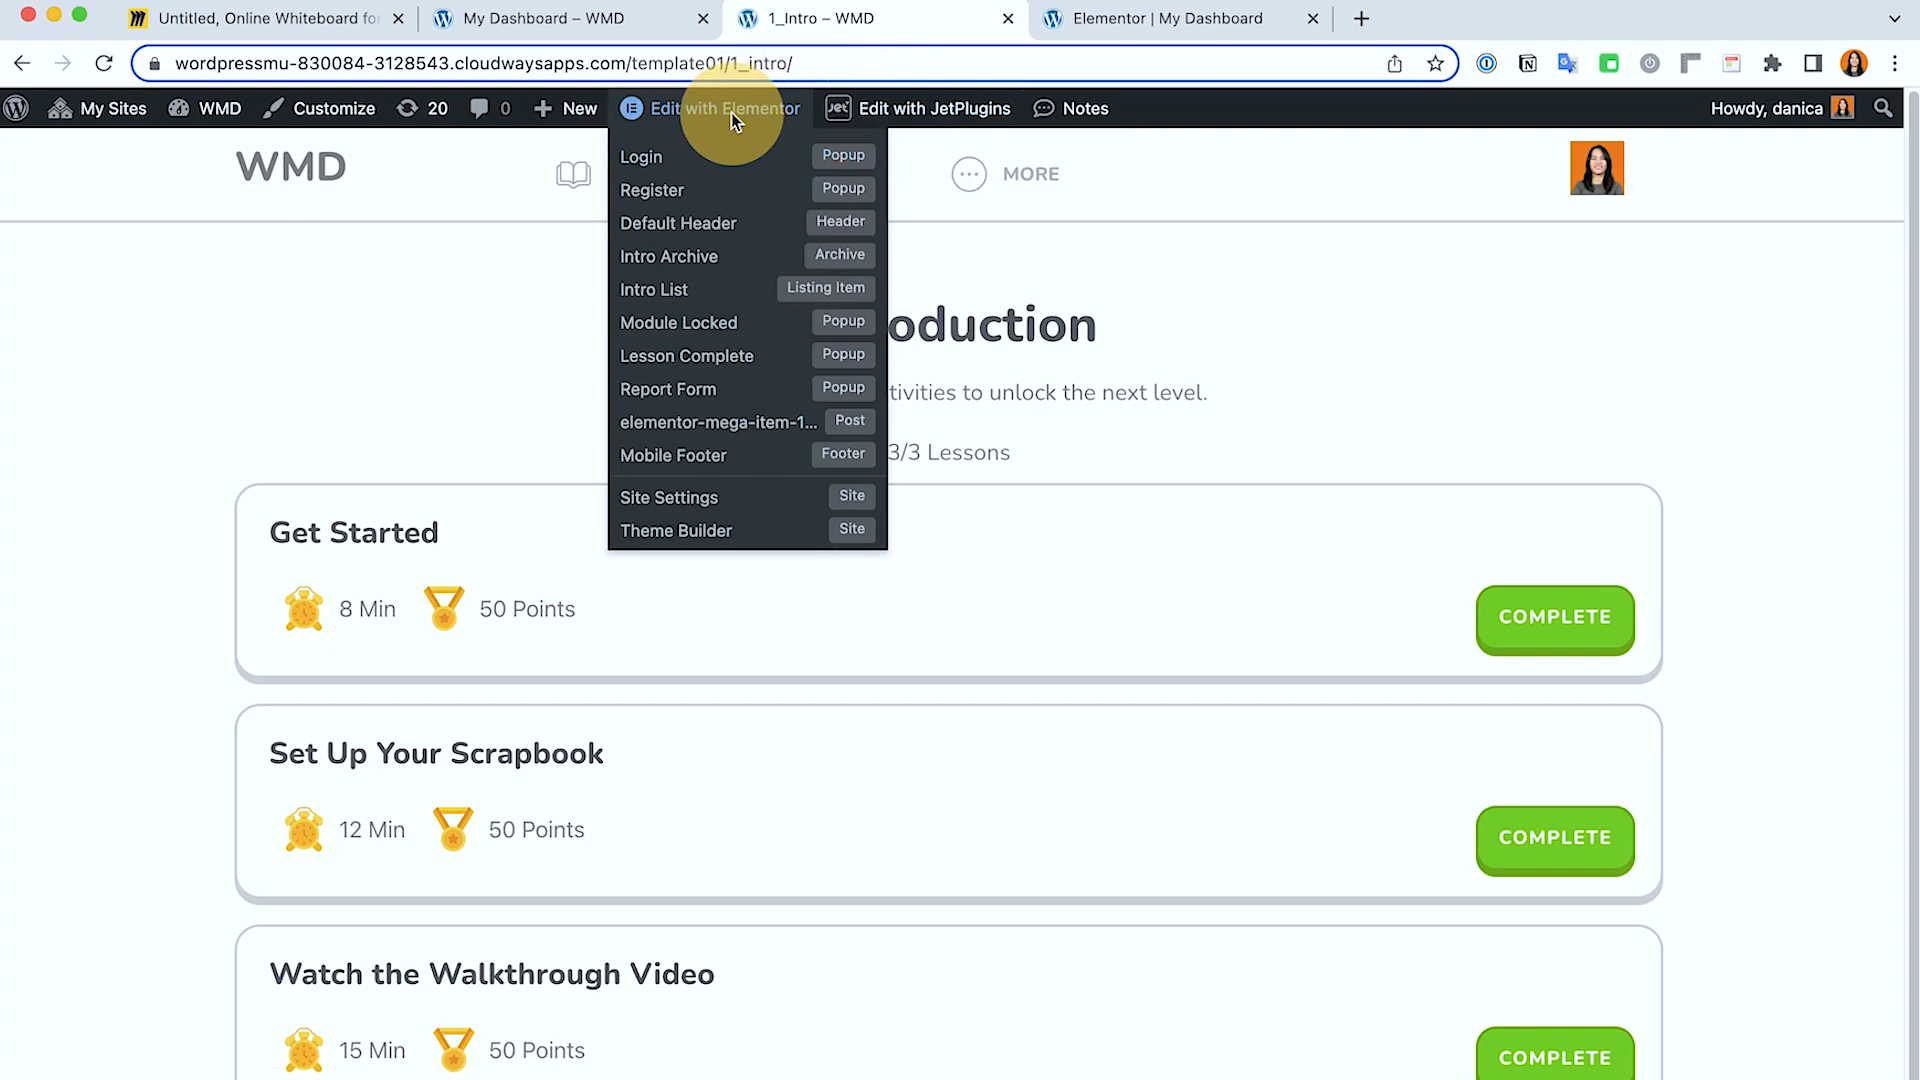 Untitled, Online Whiteboard for
My Dashboard – WMD
1_Intro – WMD
Elementor | My Dashboard
wordpressmu-830084-3128543.cloudwaysapps.com/template01/1_intro/
My Sites WMD Customize 20 0 New Edit with Elementor Edit with JetPlugins Notes Howdy, danica
WMD
MORE
Login Popup
Register Popup
Default Header Header
Intro Archive Archive
Intro List Listing Item
Module Locked Popup
Lesson Complete Popup
Report Form Popup
elementor-mega-item-1... Post
Mobile Footer Footer
Site Settings Site
Theme Builder Site
oduction
tivities to unlock the next level.
3/3 Lessons
Get Started
8 Min 50 Points
COMPLETE
Set Up Your Scrapbook
12 Min 50 Points
COMPLETE
Watch the Walkthrough Video
15 Min 50 Points
COMPLETE